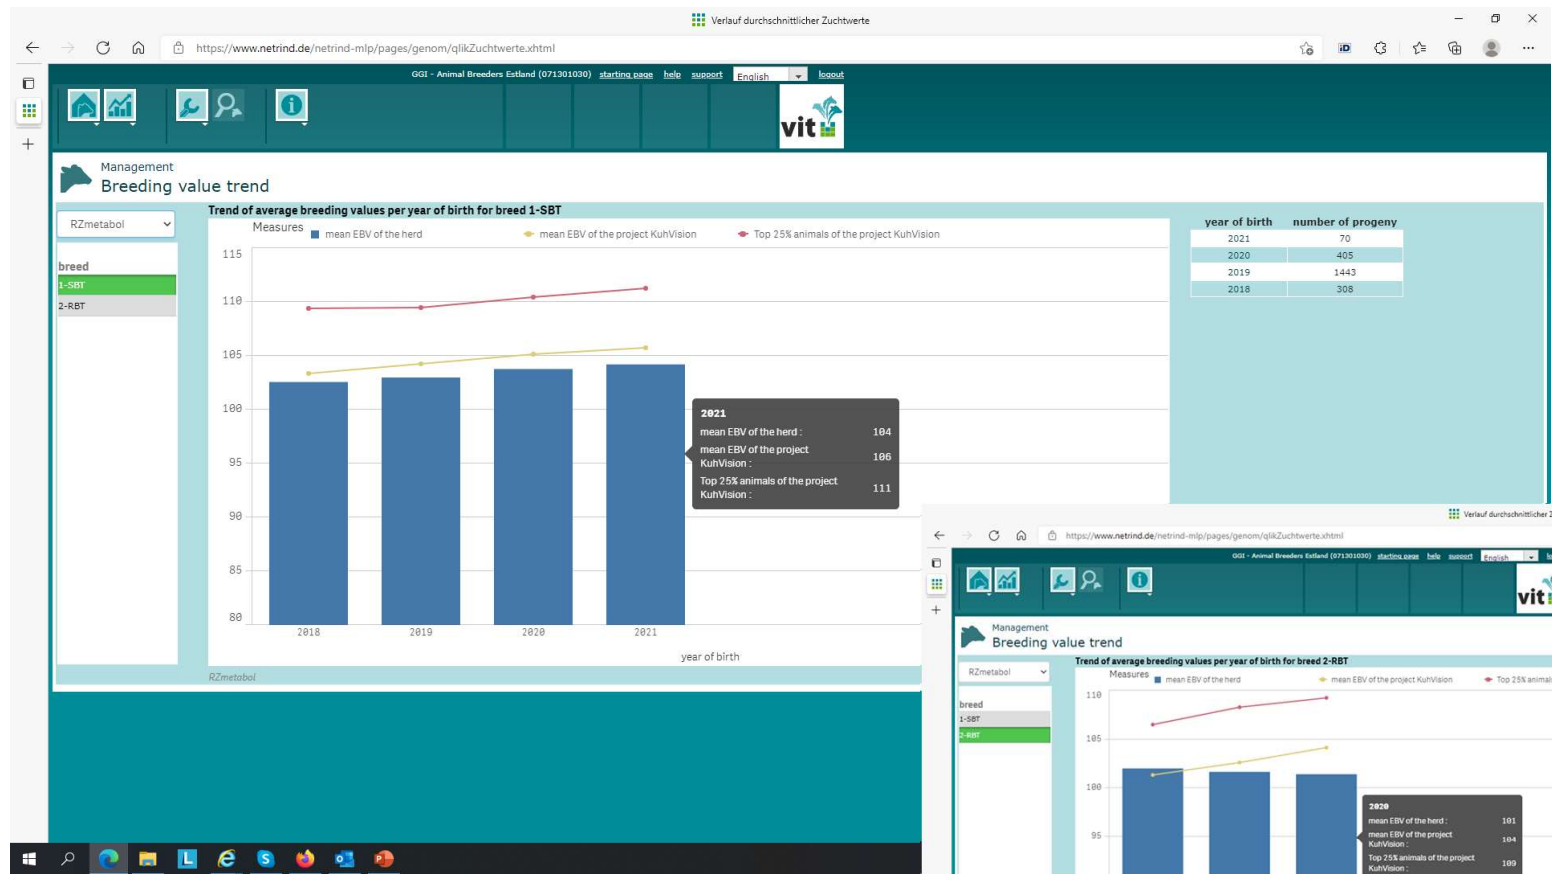 Verlauf durchschnittlicher Zuchtwerte
https://www.netrind.de/netrind-mlp/pages/genom/qlikZuchtwerte.xhtml
GGI - Animal Breeders Estland (071301030) starting page help support English logout
vit
Management
Breeding value trend
RZmetabol
breed
1-SBT
2-RBT
Trend of average breeding values per year of birth for breed 1-SBT
Measures mean EBV of the herd mean EBV of the project KuhVision Top 25% animals of the project KuhVision
115
110
105
100
95
90
85
80
2018 2019 2020 2021
year of birth
RZmetabol
2021
mean EBV of the herd : 104
mean EBV of the project KuhVision : 106
Top 25% animals of the project KuhVision : 111
year of birth number of progeny
2021 70
2020 405
2019 1443
2018 308
Verlauf durchschnittlicher Z
https://www.netrind.de/netrind-mlp/pages/genom/qlikZuchtwerte.xhtml
GGI - Animal Breeders Estland (071301030) starting page help support English
vit
Management
Breeding value trend
RZmetabol
breed
1-SBT
2-RBT
Trend of average breeding values per year of birth for breed 2-RBT
Measures mean EBV of the herd mean EBV of the project KuhVision Top 25% animal
110
105
100
95
2020
mean EBV of the herd : 101
mean EBV of the project KuhVision : 104
Top 25% animals of the project KuhVision : 109